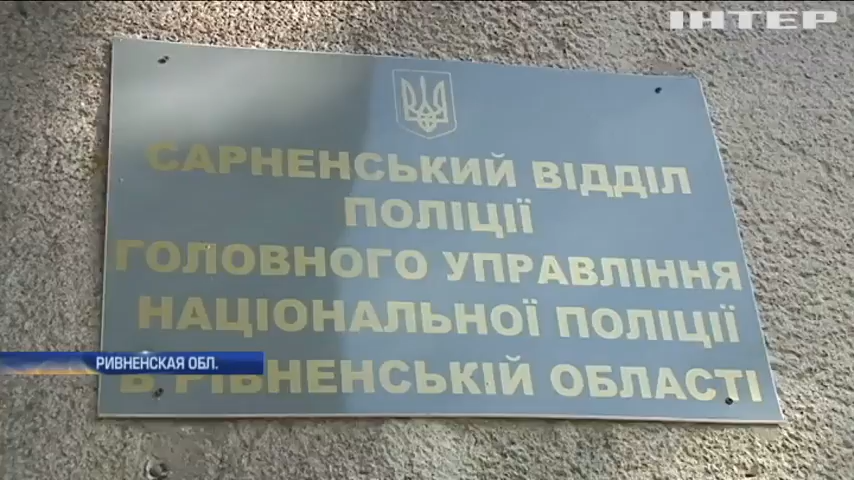 ІНТЕР
САРНЕНСЬКИЙ ВІДДІЛ
ПОЛІЦІЇ
ГОЛОВНОГО УПРАВЛІННЯ
НАЦІОНАЛЬНОЇ ПОЛІЦІЇ
В РІВНЕНСЬКІЙ ОБЛАСТІ
РИВНЕНСКАЯ ОБЛ.